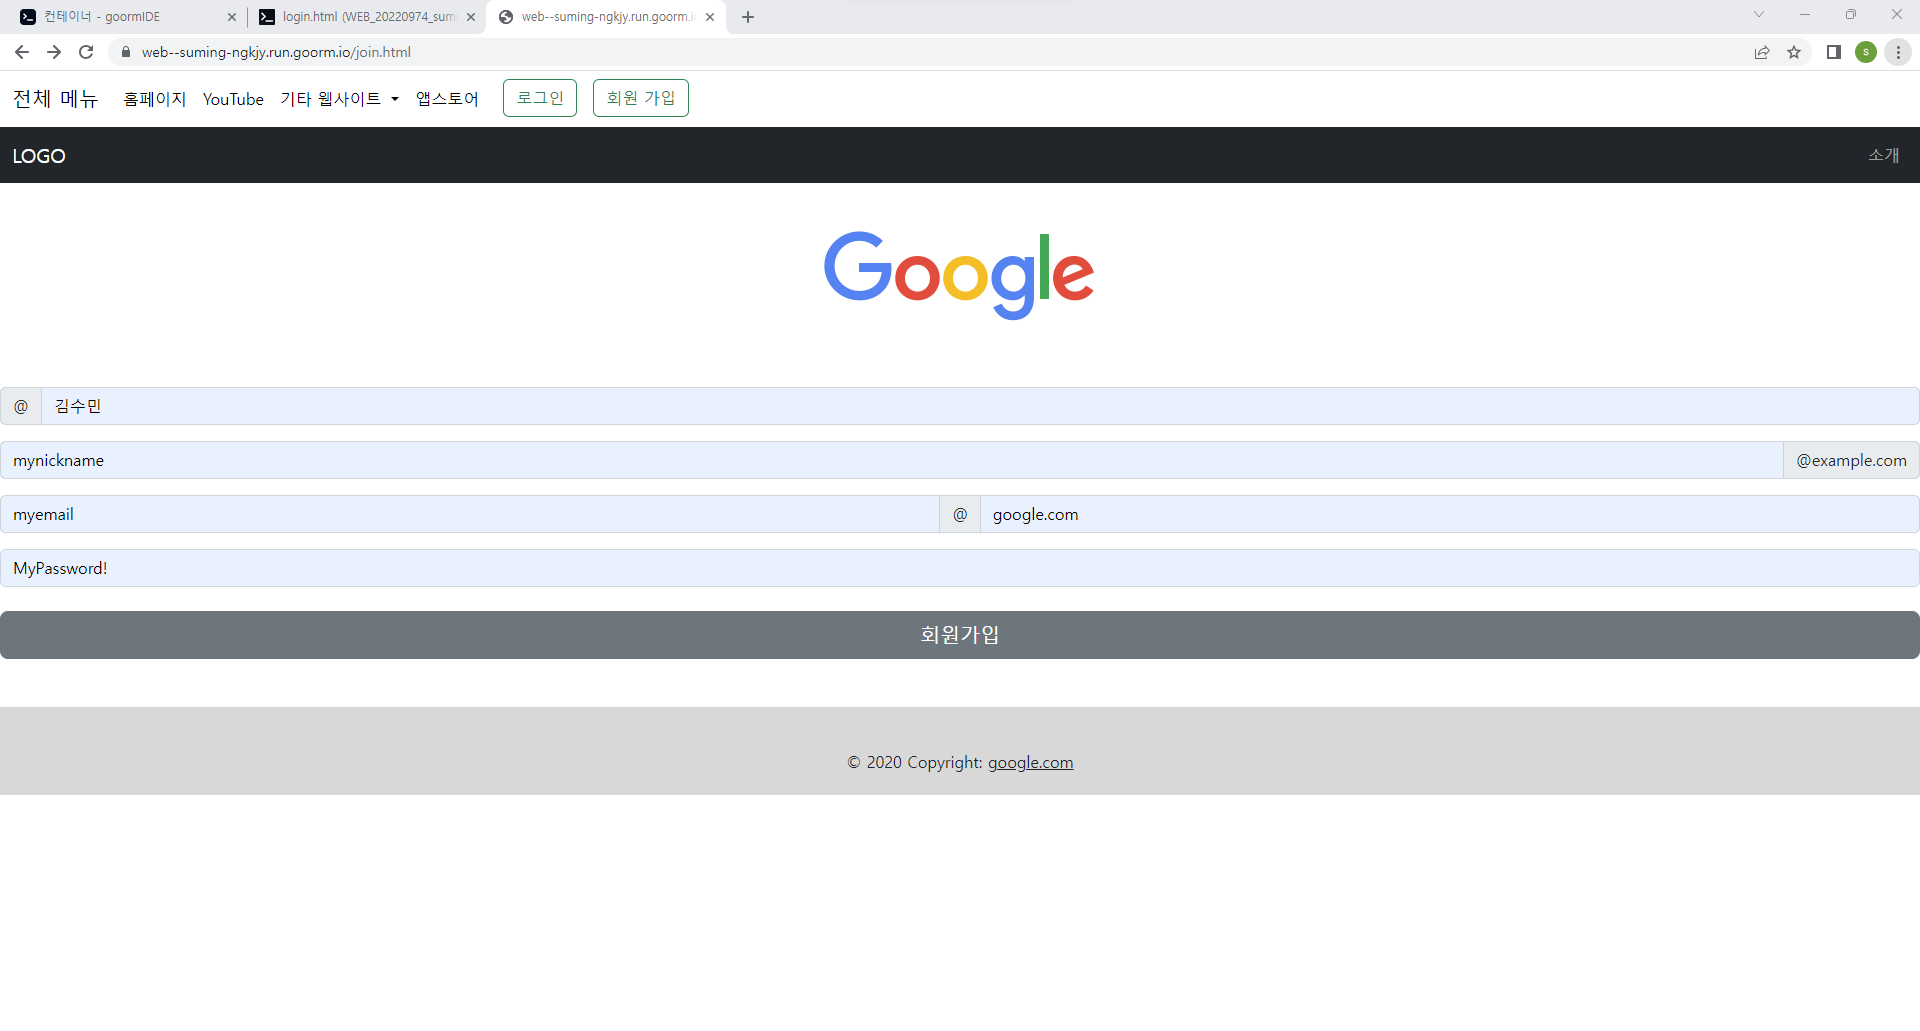 컨테이너 - goormIDE
login.html (WEB_20220974_sumi
web--suming-ngkjy.run.goorm.i
web--suming-ngkjy.run.goorm.io/join.html
s
전체 메뉴 홈페이지 YouTube 기타 웹사이트 앱스토어 로그인 회원 가입
LOGO 소개
Google
@ 김수민
mynickname @example.com
myemail @ google.com
MyPassword!
회원가입
© 2020 Copyright: google.com